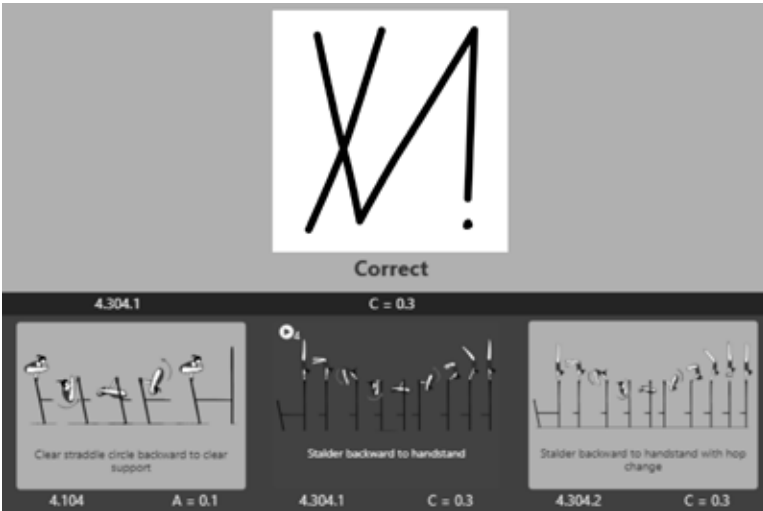 Correct
4.304.1 C = 0.3
4
Clear straddle circle backward to clear support
Stalder backward to handstand
Stalder backward to handstand with hop change
4.104 A = 0.1 4.304.1 C = 0.3 4.304.2 C = 0.3